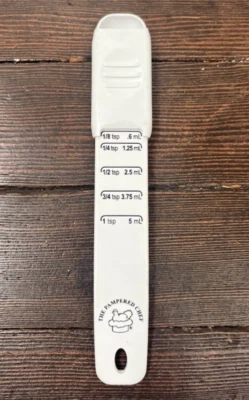 1/8 tsp .6 mL
1/4 tsp 1.25 mL
1/2 tsp 2.5 mL
3/4 tsp 3.75 mL
1 tsp 5 mL
THE PAMPERED CHEF